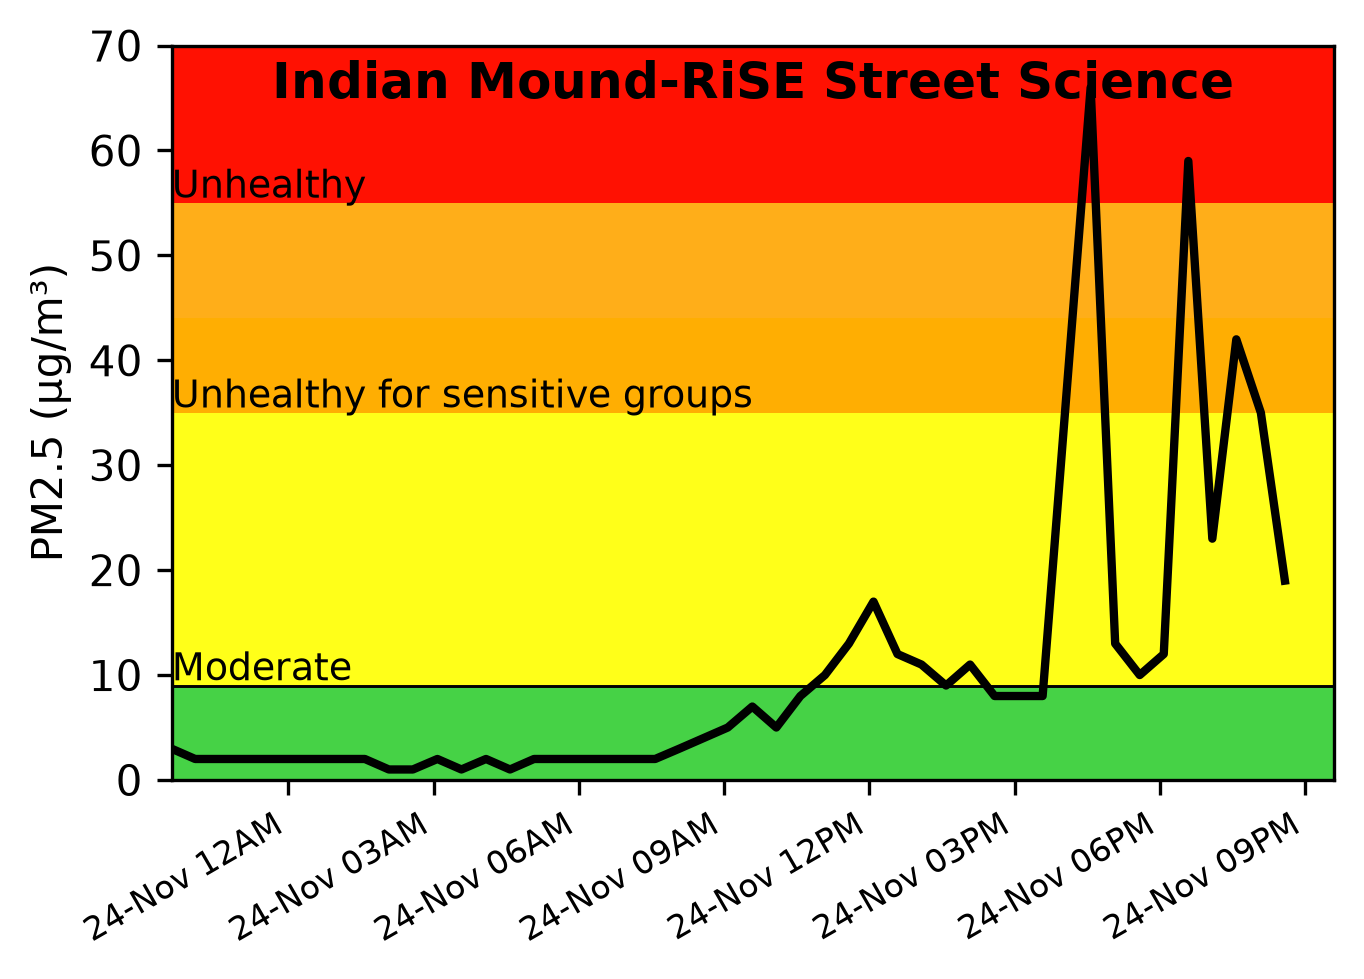 Indian Mound-RiSE Street Science
PM2.5 (µg/m³)
70
60
50
40
30
20
10
0
Unhealthy
Unhealthy for sensitive groups
Moderate
24-Nov 12AM
24-Nov 03AM
24-Nov 06AM
24-Nov 09AM
24-Nov 12PM
24-Nov 03PM
24-Nov 06PM
24-Nov 09PM